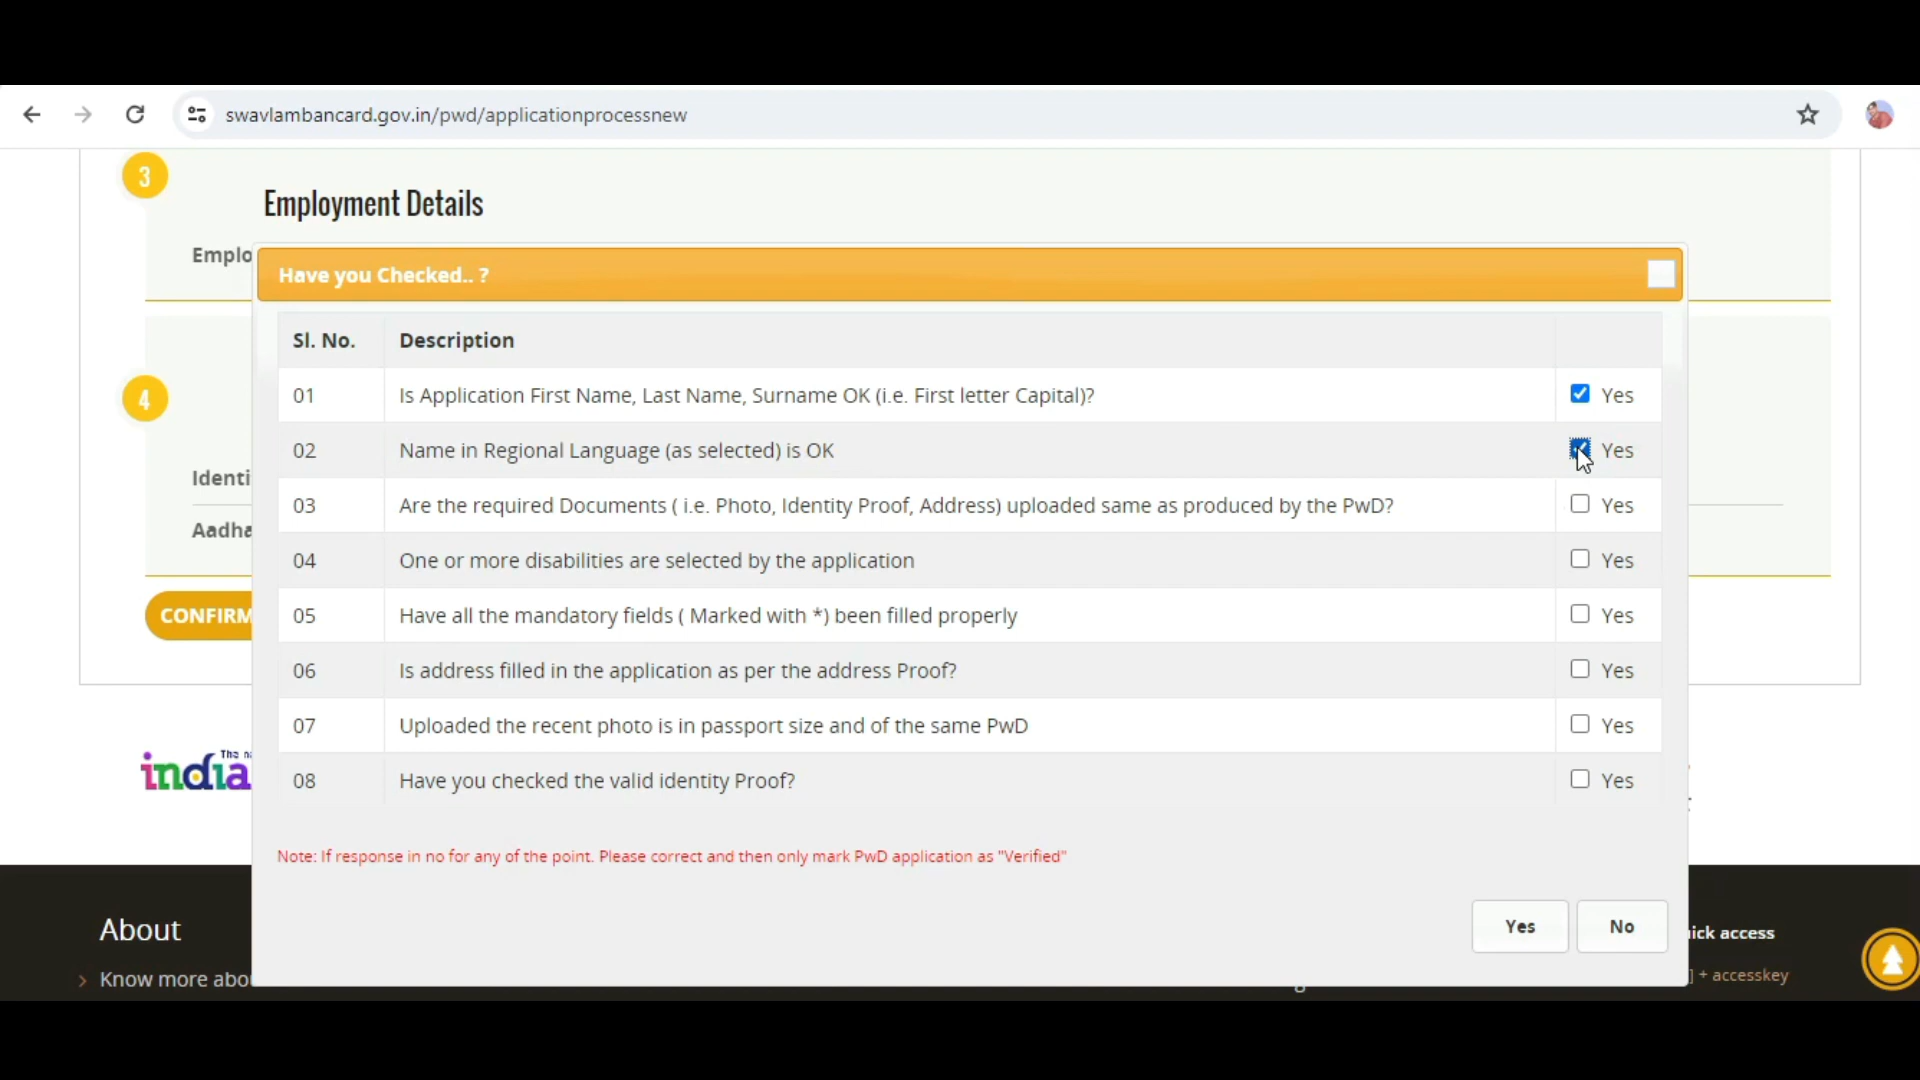 swavlambancard.gov.in/pwd/applicationprocessnew
3
Employment Details
Emplo
Have you Checked.. ?
Sl. No. Description
01 Is Application First Name, Last Name, Surname OK (i.e. First letter Capital)? Yes
4
02 Name in Regional Language (as selected) is OK Yes
Identi
03 Are the required Documents ( i.e. Photo, Identity Proof, Address) uploaded same as produced by the PwD? Yes
Aadha
04 One or more disabilities are selected by the application Yes
CONFIRM
05 Have all the mandatory fields ( Marked with *) been filled properly Yes
06 Is address filled in the application as per the address Proof? Yes
07 Uploaded the recent photo is in passport size and of the same PwD Yes
The na
india
08 Have you checked the valid identity Proof? Yes
Note: If response in no for any of the point. Please correct and then only mark PwD application as "Verified"
Yes No
About
ick access
Know more abo
] + accesskey